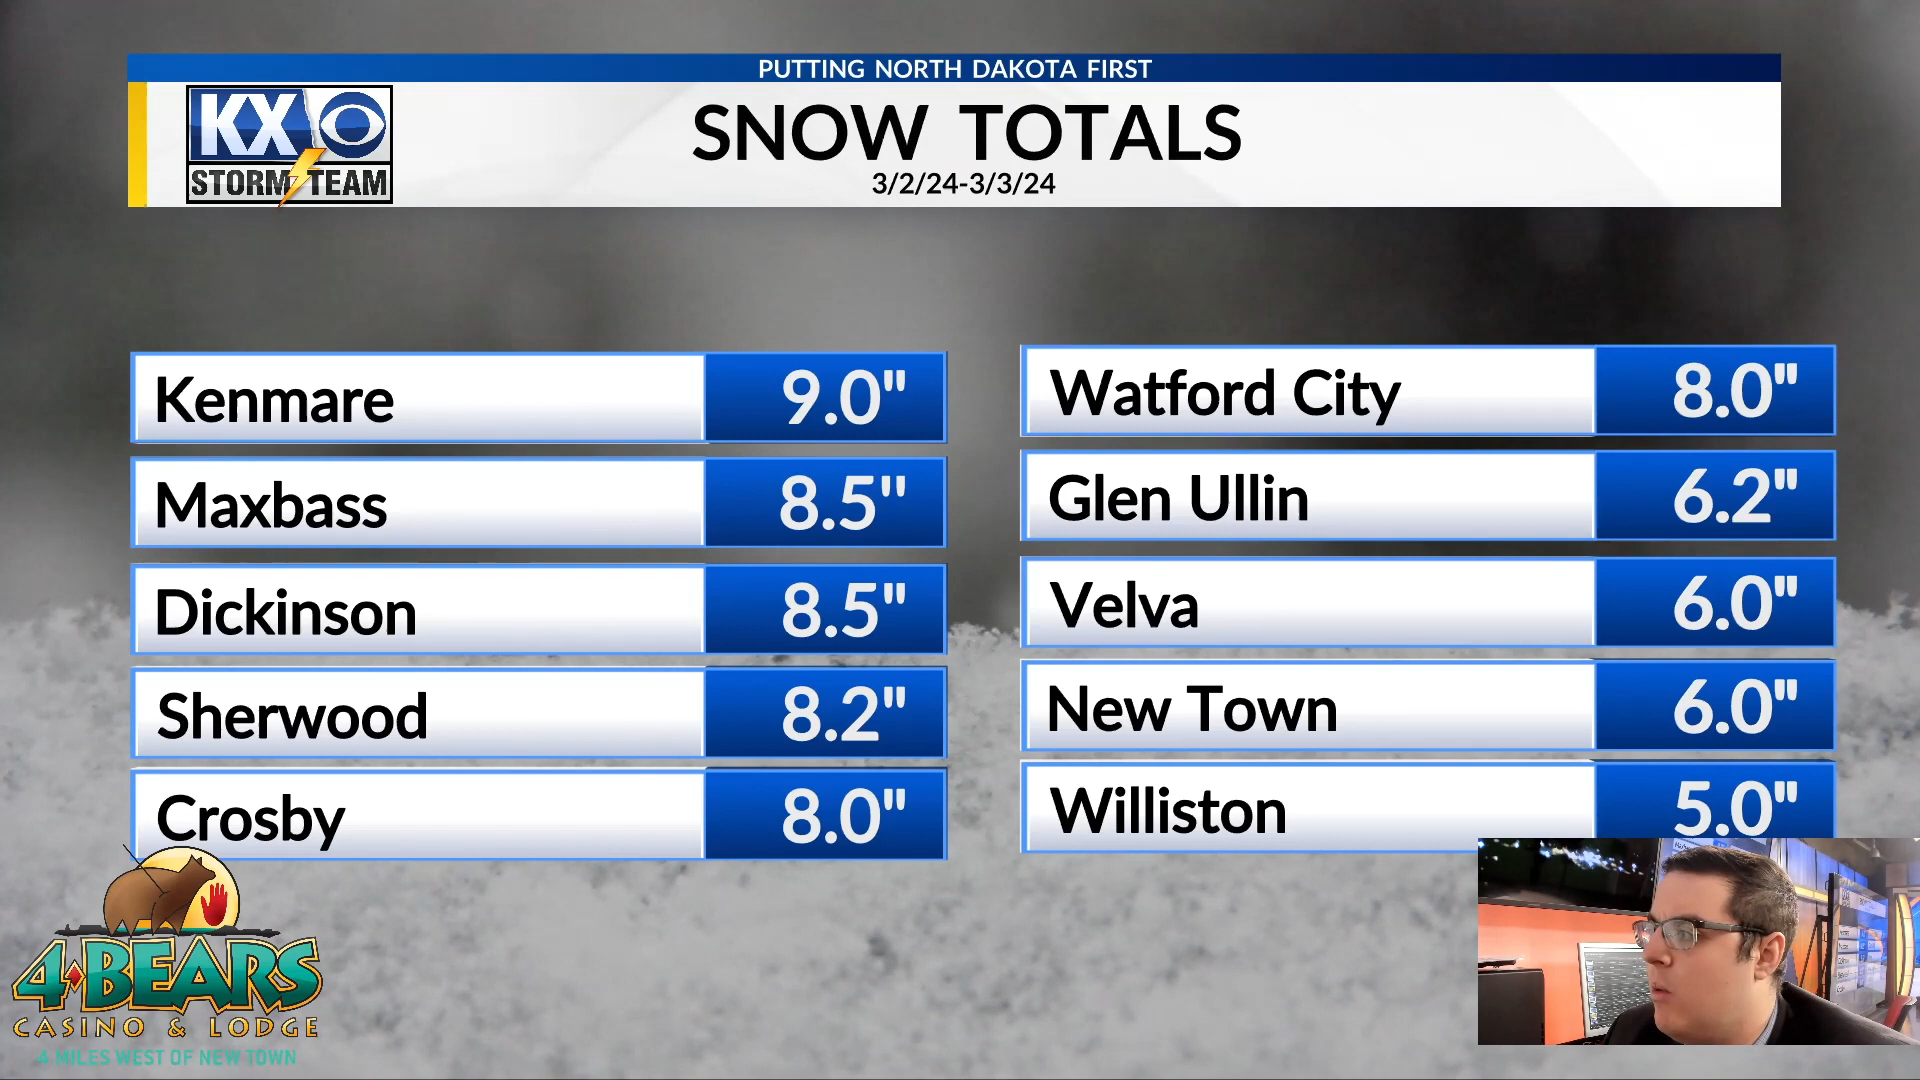 PUTTING NORTH DAKOTA FIRST
KX
STORM TEAM
SNOW TOTALS
3/2/24-3/3/24
Kenmare 9.0"
Maxbass 8.5"
Dickinson 8.5"
Sherwood 8.2"
Crosby 8.0"
Watford City 8.0"
Glen Ullin 6.2"
Velva 6.0"
New Town 6.0"
Williston 5.0"
4 BEARS
CASINO & LODGE
4 MILES WEST OF NEW TOWN